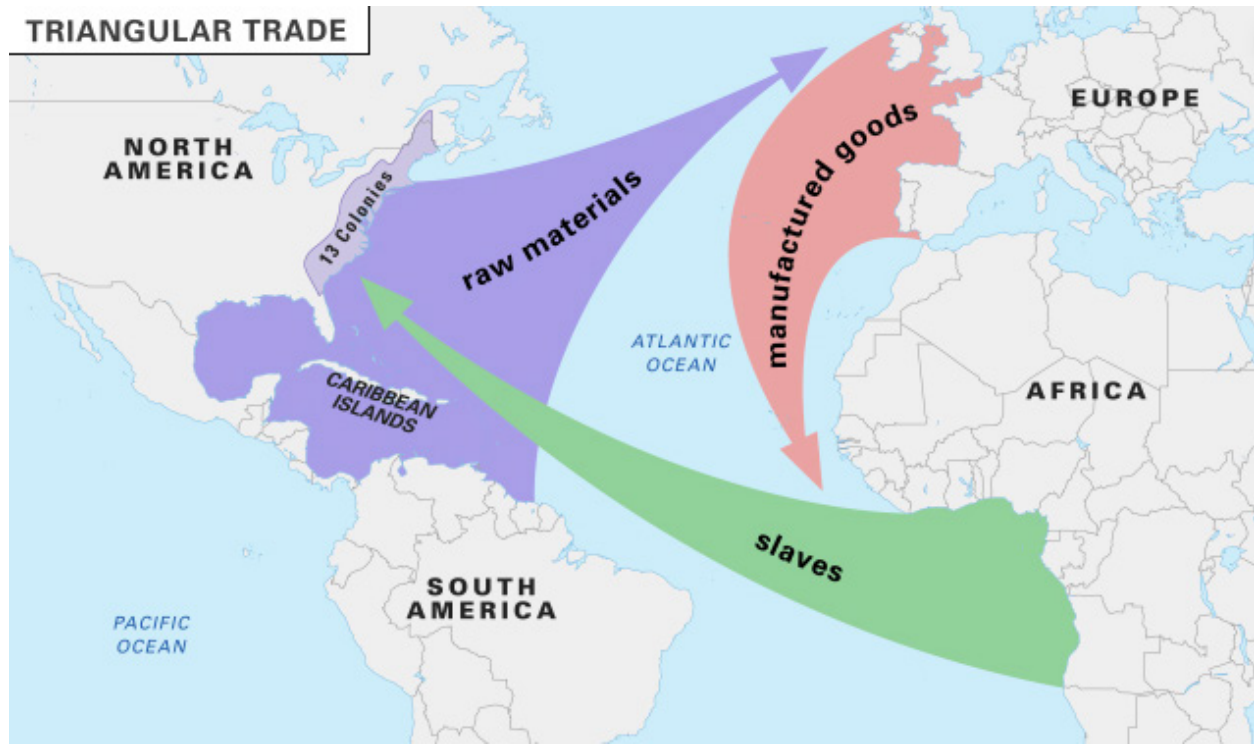 TRIANGULAR TRADE
NORTH
AMERICA
13 Colonies
raw materials
manufactured goods
EUROPE
ATLANTIC
OCEAN
CARIBBEAN
ISLANDS
AFRICA
slaves
SOUTH
AMERICA
PACIFIC
OCEAN